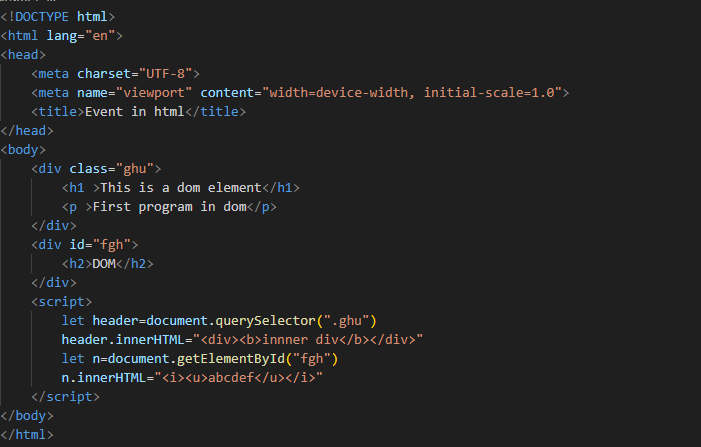 <!DOCTYPE html>
<html lang="en">
<head>
    <meta charset="UTF-8">
    <meta name="viewport" content="width=device-width, initial-scale=1.0">
    <title>Event in html</title>
</head>
<body>
    <div class="ghu">
        <h1 >This is a dom element</h1>
        <p >First program in dom</p>
    </div>
    <div id="fgh">
        <h2>DOM</h2>
    </div>
    <script>
        let header=document.querySelector(".ghu")
        header.innerHTML="<div><b>innner div</b></div>"
        let n=document.getElementById("fgh")
        n.innerHTML="<i><u>abcdef</u></i>"
    </script>
</body>
</html>